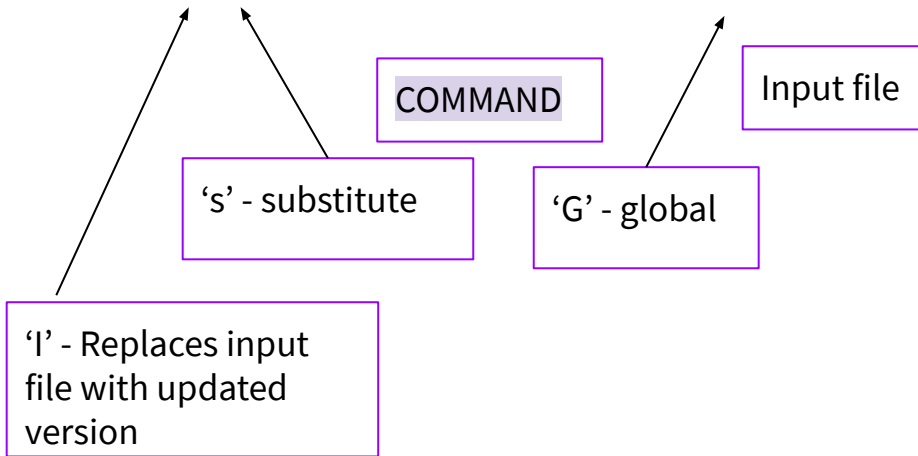 Input file
COMMAND
‘s’ - substitute
‘G’ - global
‘I’ - Replaces input
file with updated
version